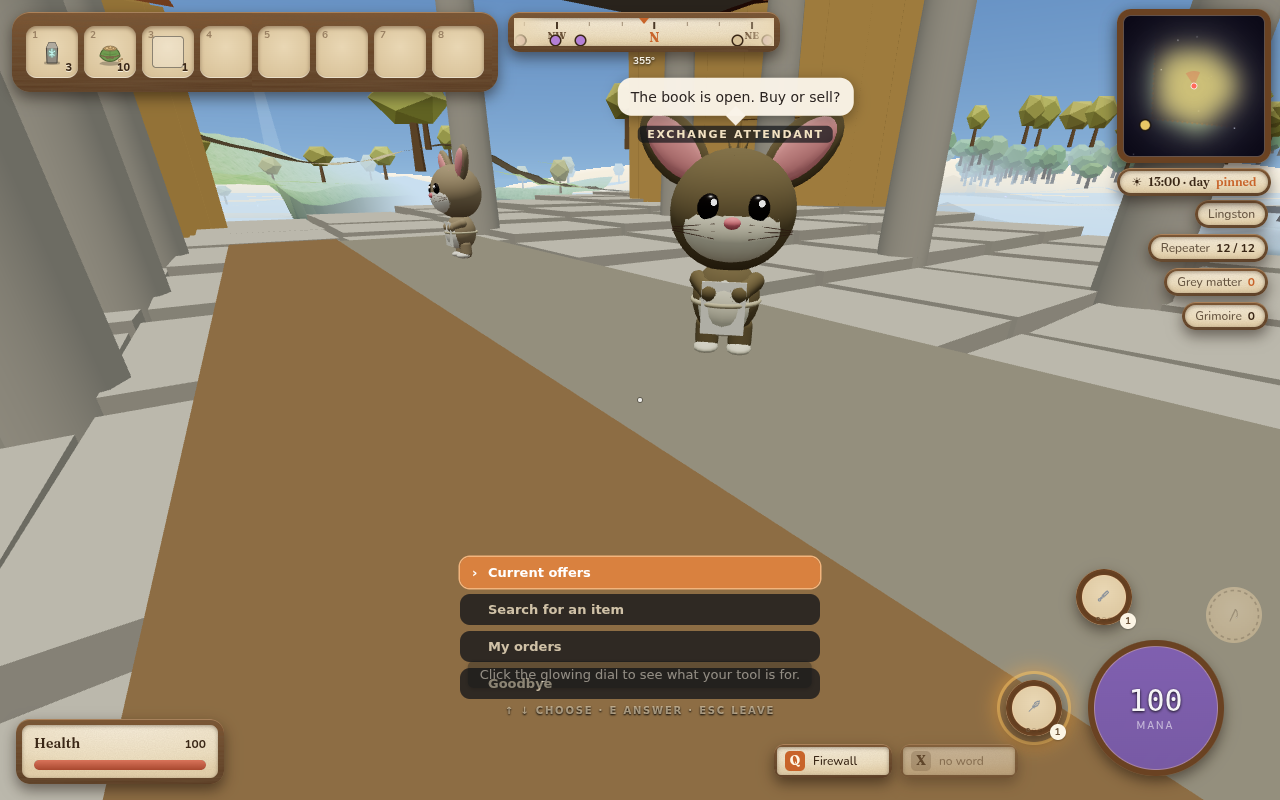 1 2 3 4 5 6 7 8
3 10 1
NW N NE
355°
The book is open. Buy or sell?
EXCHANGE ATTENDANT
13:00 · day pinned
Lingston
Repeater 12 / 12
Grey matter 0
Grimoire 0
› Current offers
Search for an item
My orders
Click the glowing dial to see what your tool is for.
Goodbye
↑ ↓ CHOOSE · E ANSWER · ESC LEAVE
1
100
MANA
1
Health 100
Q Firewall
X no word